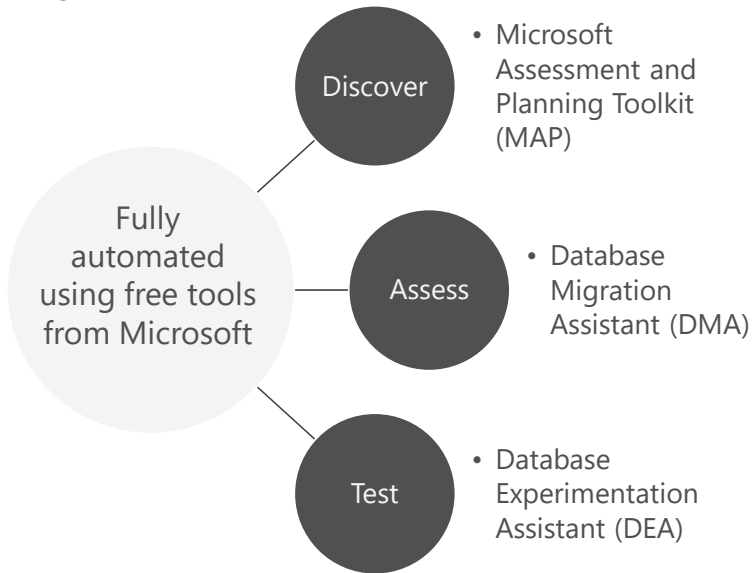 Fully
automated
using free tools
from Microsoft
Discover
• Microsoft
Assessment and
Planning Toolkit
(MAP)
Assess
• Database
Migration
Assistant (DMA)
Test
• Database
Experimentation
Assistant (DEA)